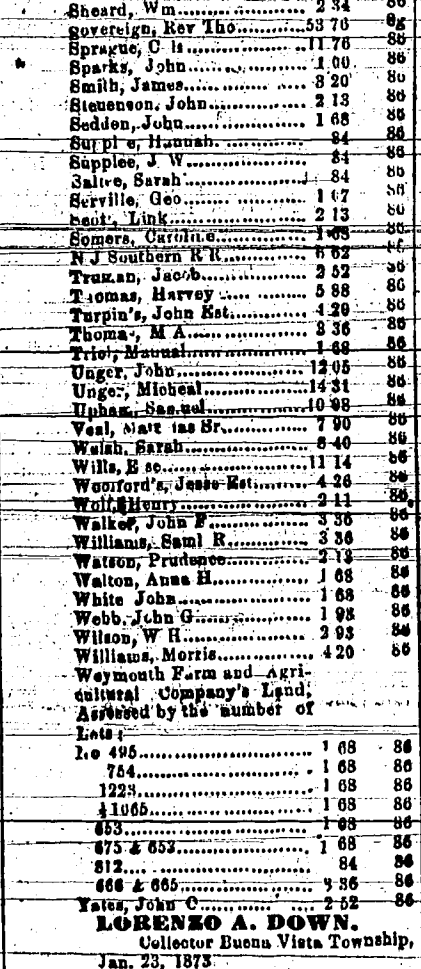 Sheard, Wm. 2 34 86
Sovereign, Rev Tho 53 76 86
Sprague, C H 11 76 86
Sparks, John 1 00 86
Smith, James 3 20 86
Stevenson, John 2 13 86
Sedden, John 1 68 86
Supplee, Hannah. 84 86
Supplee, J W 84 86
Sarah 84 86
Serville, Geo 1 67 86
Link 2 13 86
Somers, Caroline 1 68 86
N J Southern R R 6 62 86
Truman, Jacob 2 52 86
Thomas, Harvey 5 88 86
Turpin's, John Est. 4 20 86
Thomas, M A 3 36 86
Manual 1 68 86
Unger, John 12 05 86
Unger, Micheal 14 31 86
Upham, Samuel 10 08 86
Veal, Matthias Sr 7 90 86
Walsh, Sarah 8 40 86
Wills, 11 14 86
Woolford's, Jesse Est. 4 26 86
Wolf, Henry 2 11 86
Walker, John F. 3 36 86
Williams, Saml R. 3 36 86
Watson, Prudence 2 13 86
Walton, Anna H. 1 68 86
White John 1 68 86
Webb, John G 1 98 86
Wilson, W H 2 93 86
Williams, Morris 4 20 86
Weymouth Farm and Agri-
cultural Company's Land,
Assessed by the number of
Lots:
No 495 1 68 86
754 1 68 86
1223 1 68 86
½ 1065 1 68 86
653 1 68 86
675 & 653 1 68 86
812 84 86
666 & 665 3 36 86
Yates, John C 2 52 86
LORENZO A. DOWN.
Collector Buena Vista Township,
Jan. 23, 1873